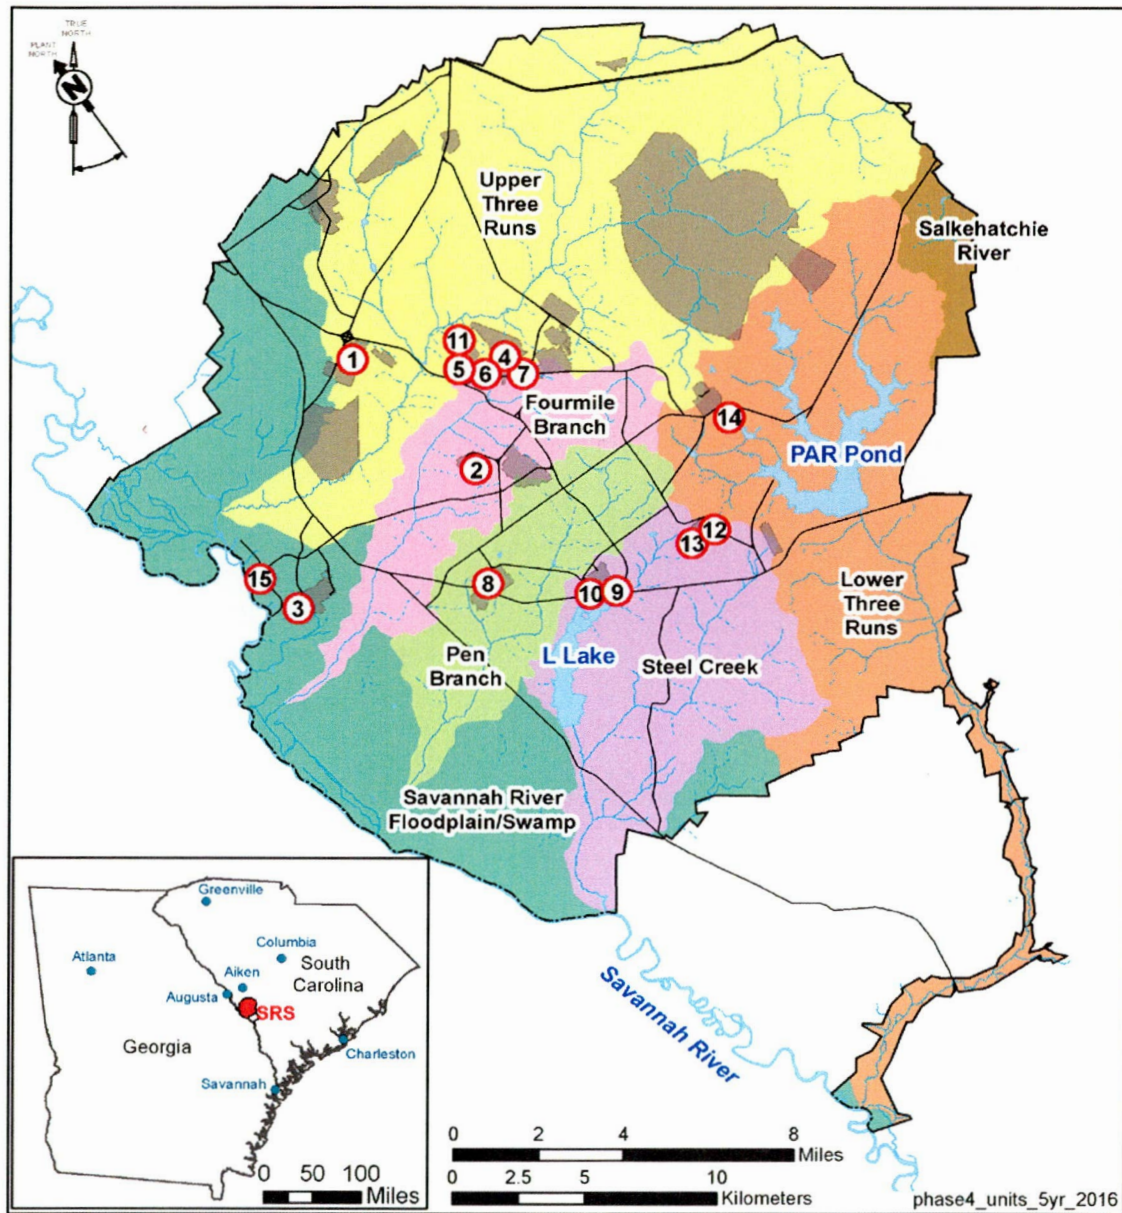 TRUE
NORTH
PLANT
NORTH
N
Upper
Three
Runs
Salkehatchie
River
11
1
4
5
6
7
Fourmile
Branch
14
PAR Pond
2
12
13
15
3
8
10
9
Lower
Three
Runs
Pen
Branch
L Lake
Steel Creek
Savannah River
Floodplain/Swamp
Savannah River
Greenville
Atlanta
Columbia
South
Carolina
Aiken
Augusta
SRS
Georgia
Charleston
Savannah
0 50 100
Miles
0 2 4 8
Miles
0 2.5 5 10
Kilometers
phase4_units_5yr_2016